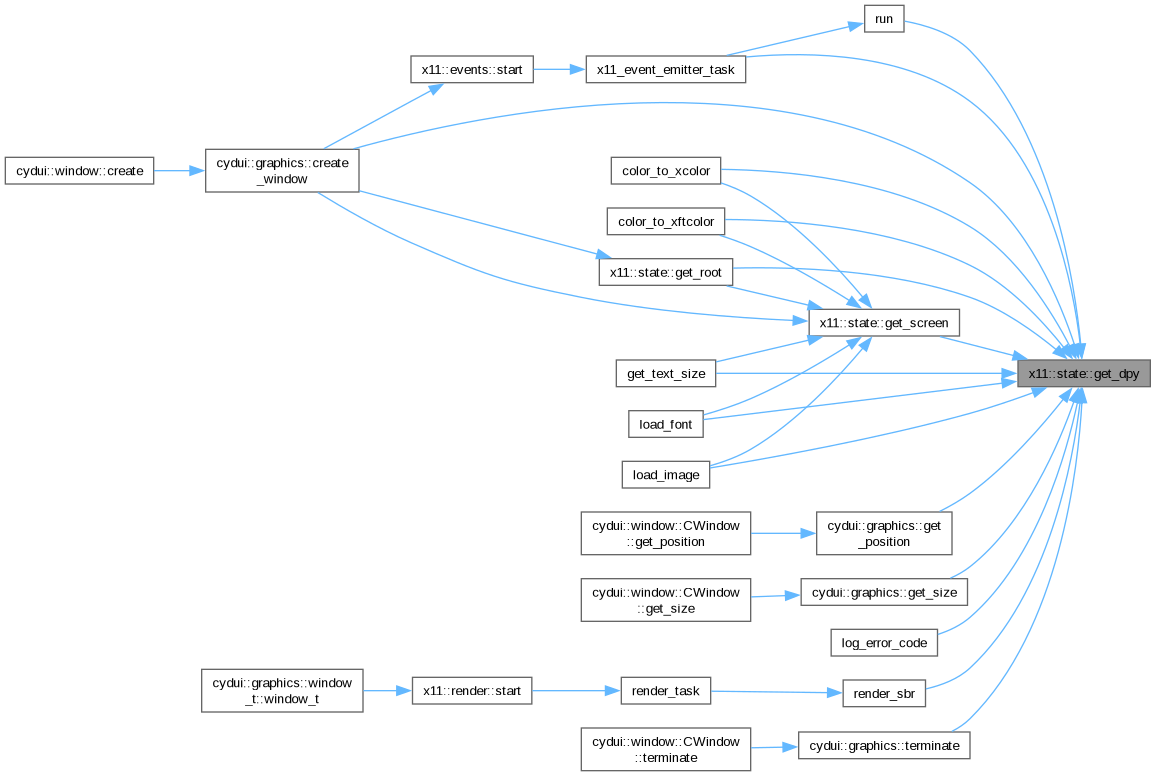 run
x11::events::start
x11_event_emitter_task
cydui::window::create
cydui::graphics::create
_window
color_to_xcolor
color_to_xftcolor
x11::state::get_root
x11::state::get_screen
get_text_size
x11::state::get_dpy
load_font
load_image
cydui::window::CWindow
::get_position
cydui::graphics::get
_position
cydui::window::CWindow
::get_size
cydui::graphics::get_size
log_error_code
cydui::graphics::window
_t::window_t
x11::render::start
render_task
render_sbr
cydui::window::CWindow
::terminate
cydui::graphics::terminate